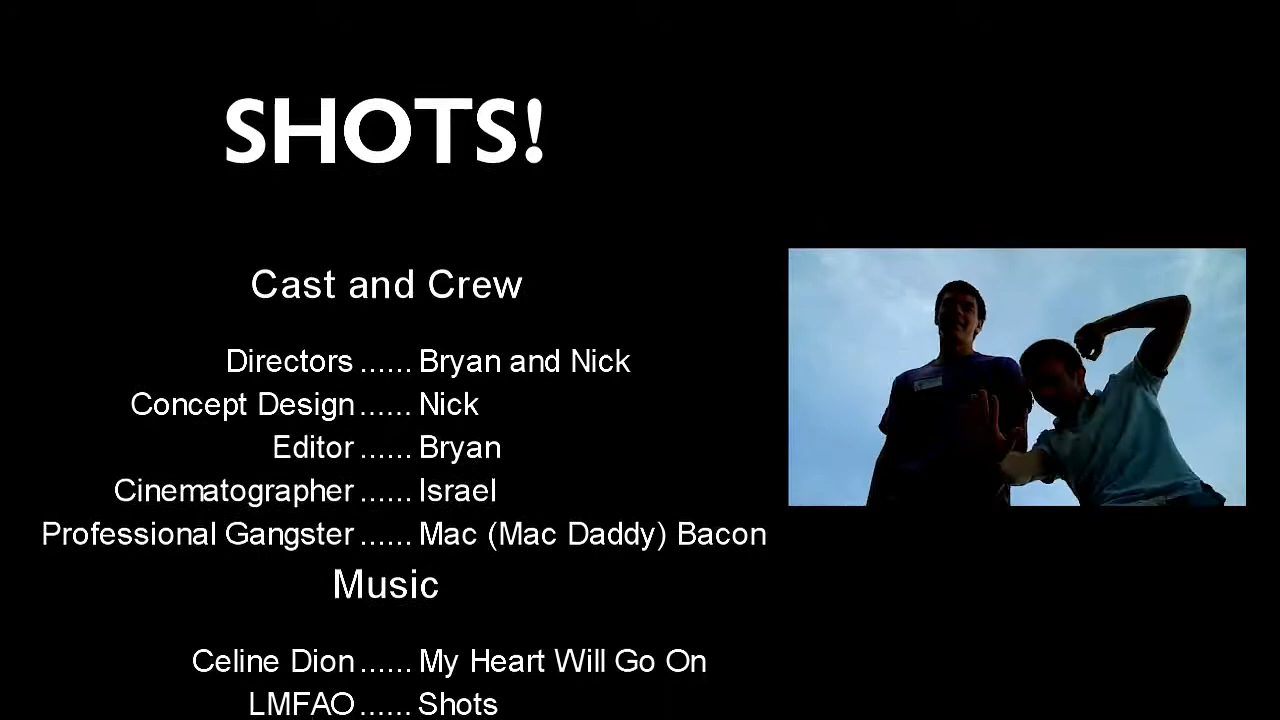 SHOTS!
Cast and Crew
Directors ...... Bryan and Nick
Concept Design ...... Nick
Editor ...... Bryan
Cinematographer ...... Israel
Professional Gangster ...... Mac (Mac Daddy) Bacon
Music
Celine Dion ...... My Heart Will Go On
LMFAO ...... Shots